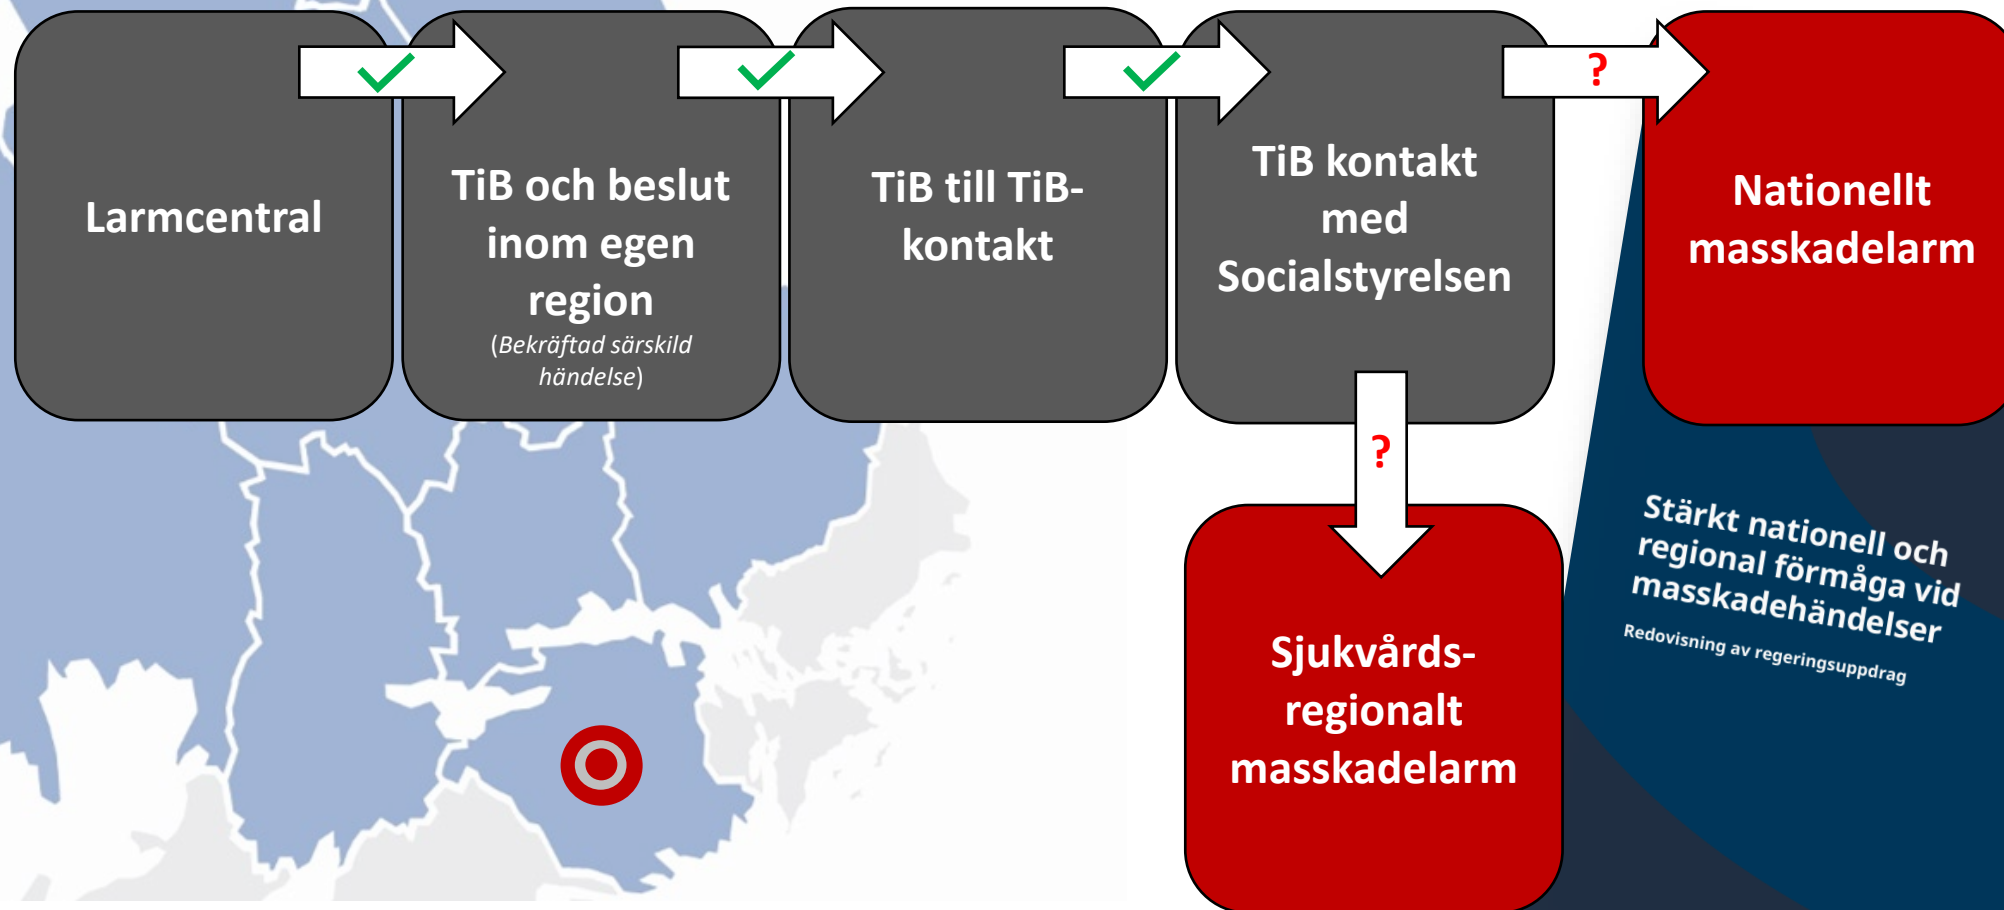 Larmcentral
TiB och beslut
inom egen
region
(Bekräftad särskild
händelse)
TiB till TiB-
kontakt
TiB kontakt
med
Socialstyrelsen
?
Nationellt
masskadelarm
?
Sjukvårds-
regionalt
masskadelarm
Stärkt nationell och
regional förmåga vid
masskadehändelser
Redovisning av regeringsuppdrag